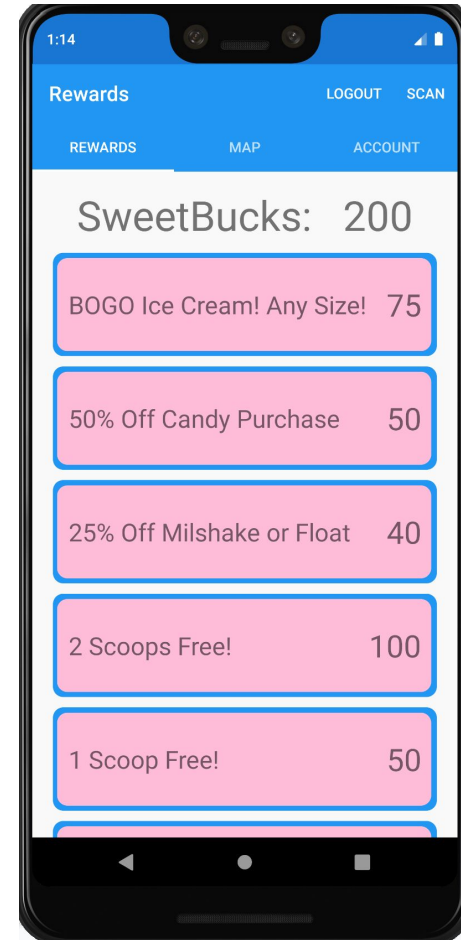 1:14
Rewards LOGOUT SCAN
REWARDS MAP ACCOUNT
SweetBucks: 200
BOGO Ice Cream! Any Size! 75
50% Off Candy Purchase 50
25% Off Milshake or Float 40
2 Scoops Free! 100
1 Scoop Free! 50